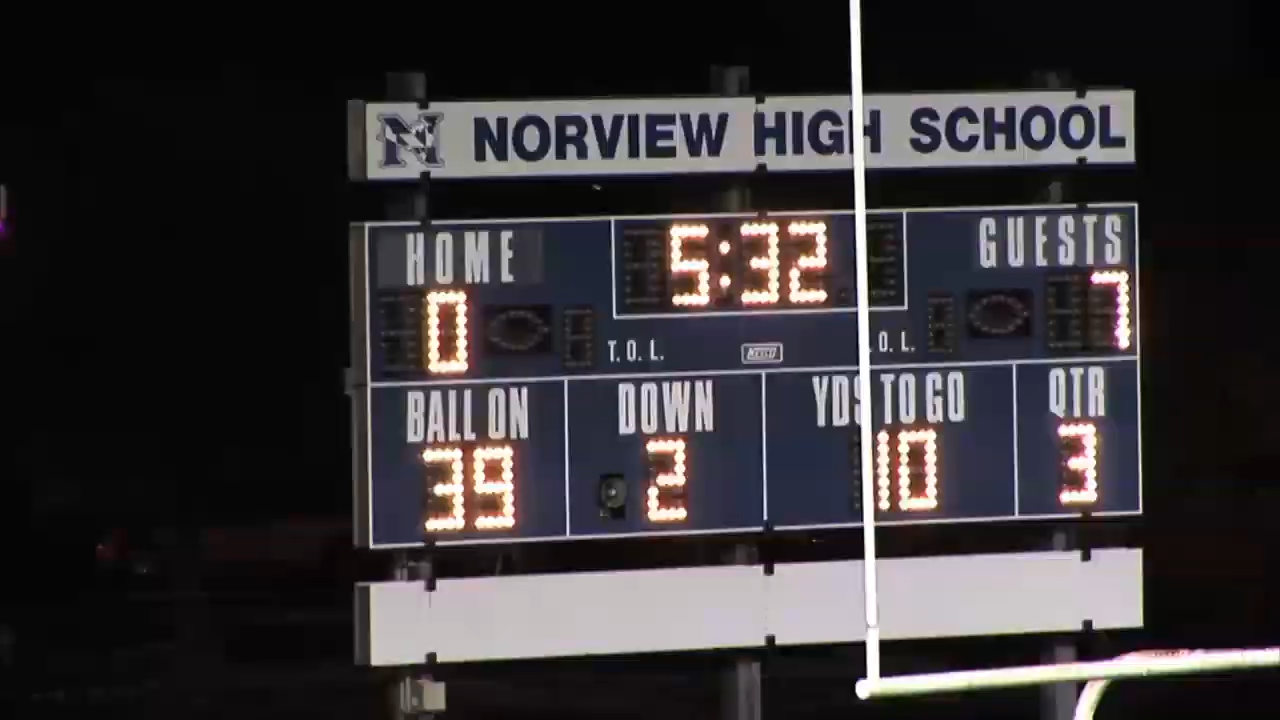 N NORVIEW HIGH SCHOOL
HOME 5:32 GUESTS
0 T.O.L. .O.L. 7
BALL ON DOWN YDS TO GO QTR
39 2 10 3